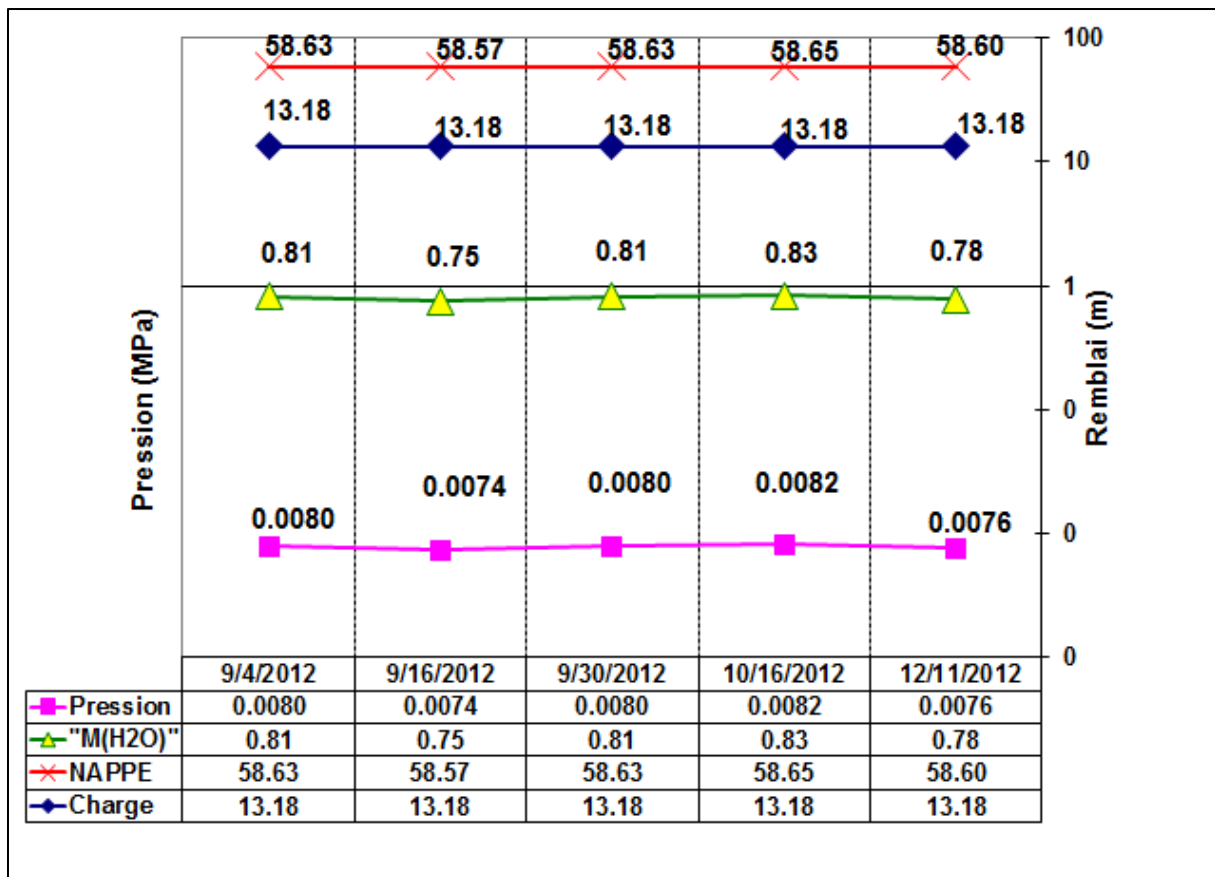 58.63 58.57 58.63 58.65 58.60 100
13.18 13.18 13.18 13.18 13.18
10
0.81 0.75 0.81 0.83 0.78
1
Pression (MPa)
Remblai (m)
0
0.0080 0.0074 0.0080 0.0082 0.0076
0
0
9/4/2012 9/16/2012 9/30/2012 10/16/2012 12/11/2012
Pression 0.0080 0.0074 0.0080 0.0082 0.0076
"M(H2O)" 0.81 0.75 0.81 0.83 0.78
NAPPE 58.63 58.57 58.63 58.65 58.60
Charge 13.18 13.18 13.18 13.18 13.18